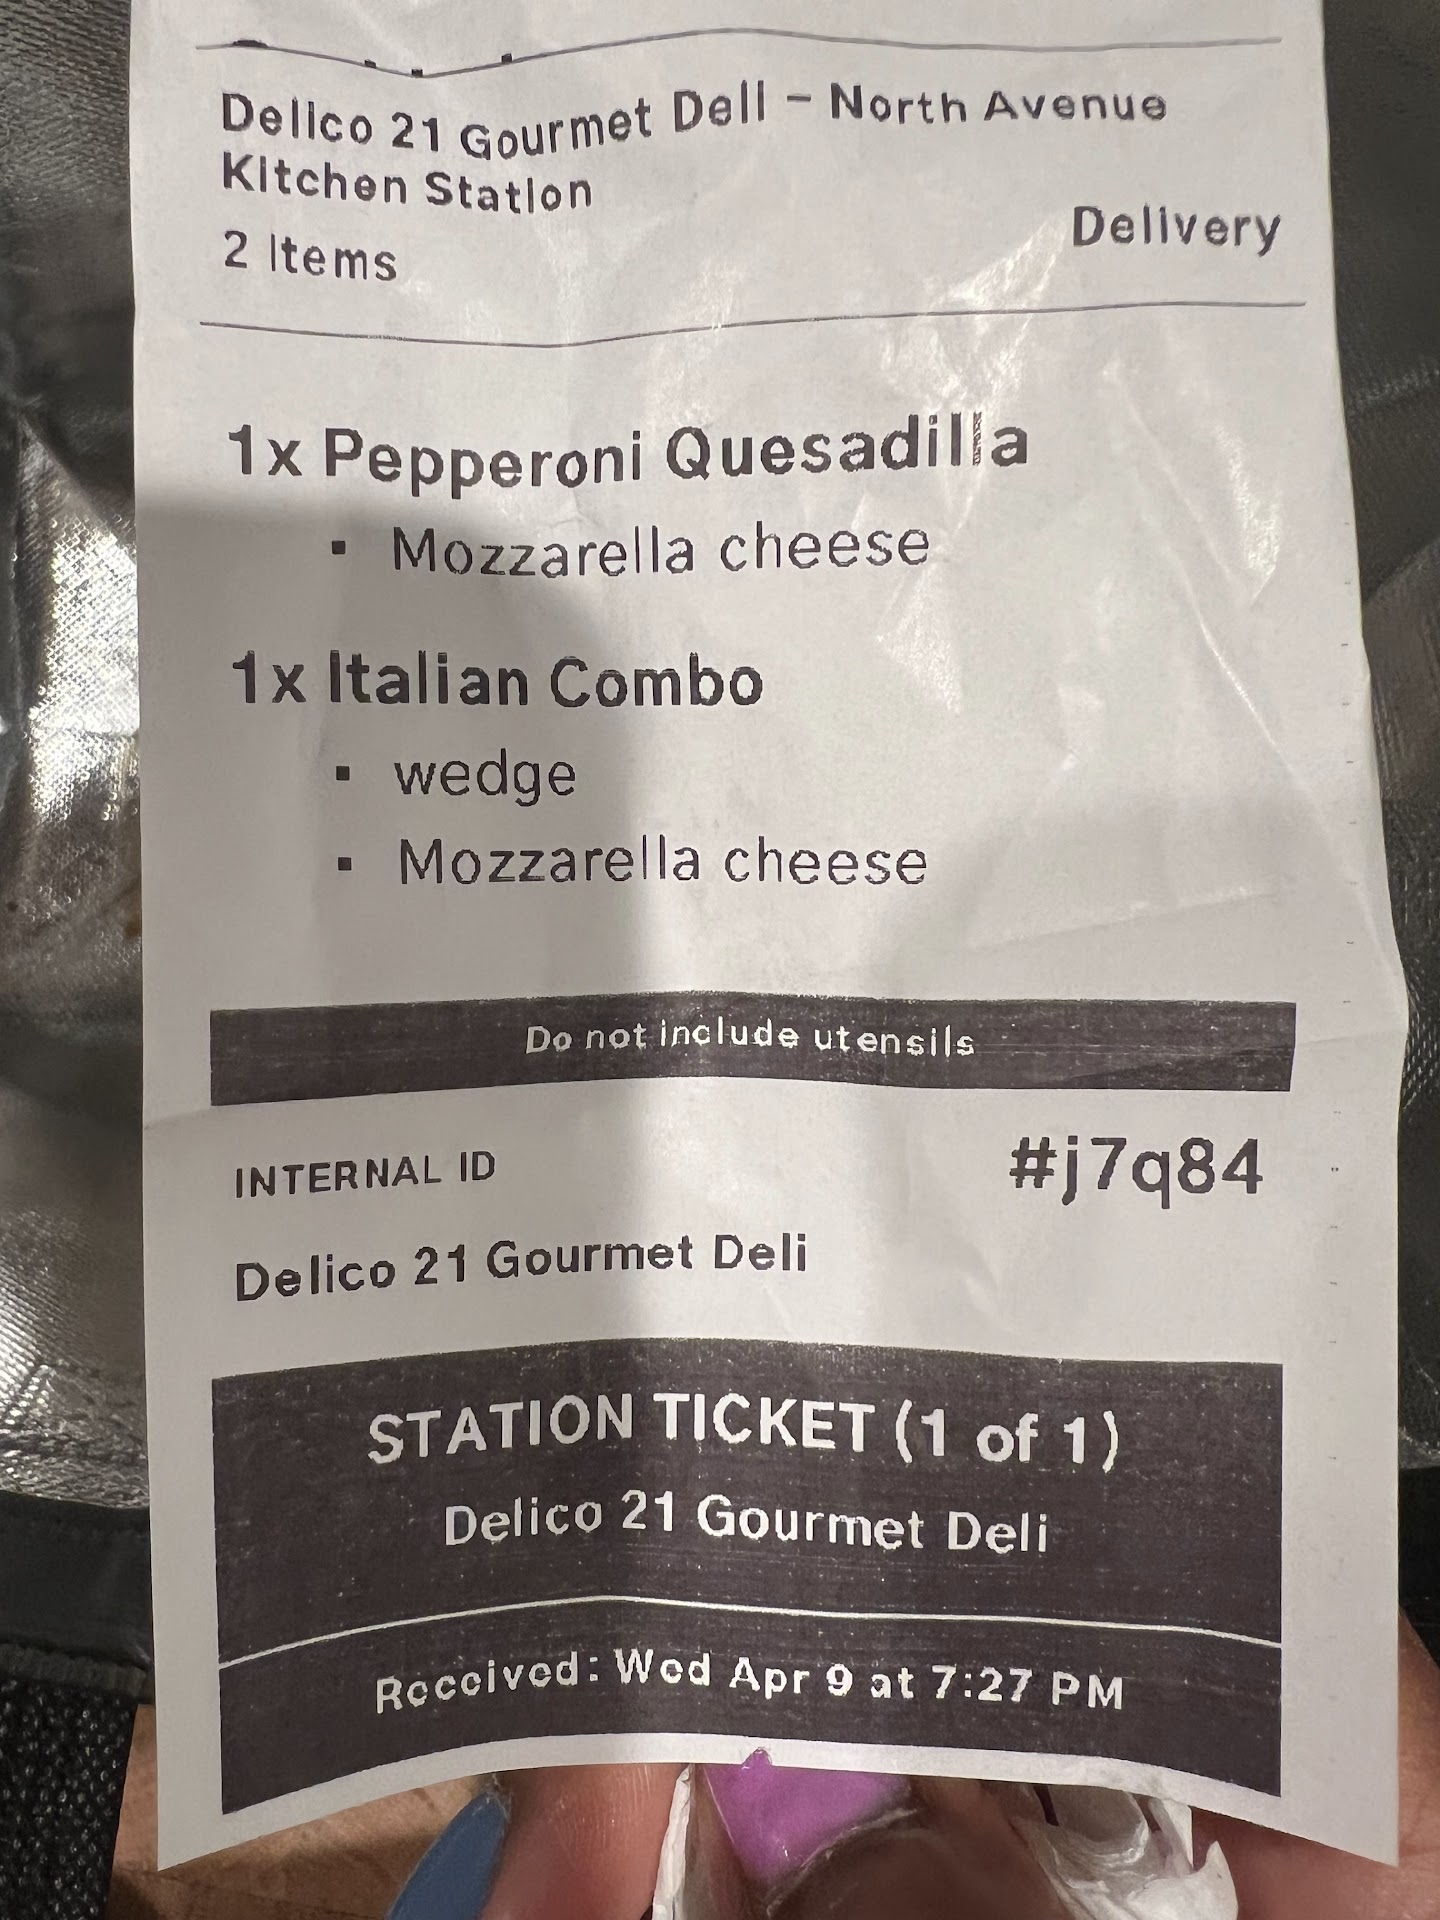 Delico 21 Gourmet Deli - North Avenue
Kitchen Station
2 Items
Delivery
1x Pepperoni Quesadilla
▪ Mozzarella cheese
1x Italian Combo
▪ wedge
▪ Mozzarella cheese
Do not include utensils
INTERNAL ID #j7q84
Delico 21 Gourmet Deli
STATION TICKET (1 of 1)
Delico 21 Gourmet Deli
Received: Wed Apr 9 at 7:27 PM